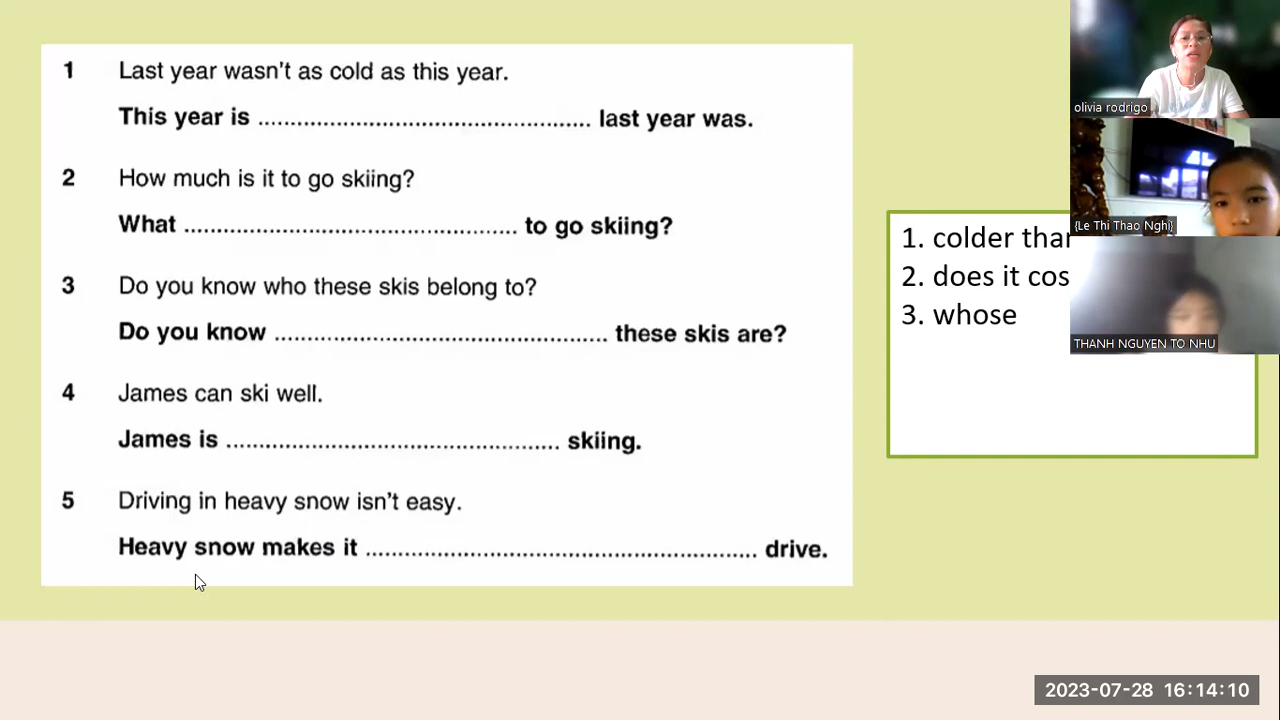 1 Last year wasn't as cold as this year.
This year is .................................................. last year was.
2 How much is it to go skiing?
What .................................................. to go skiing?
3 Do you know who these skis belong to?
Do you know .................................................. these skis are?
4 James can ski well.
James is .................................................. skiing.
5 Driving in heavy snow isn't easy.
Heavy snow makes it .......................................................... drive.
1. colder
2. does it
3. whose
olivia rodrigo
{Le Thi Thao Nghi}
THANH NGUYEN TO NHU
2023-07-28 16:14:10